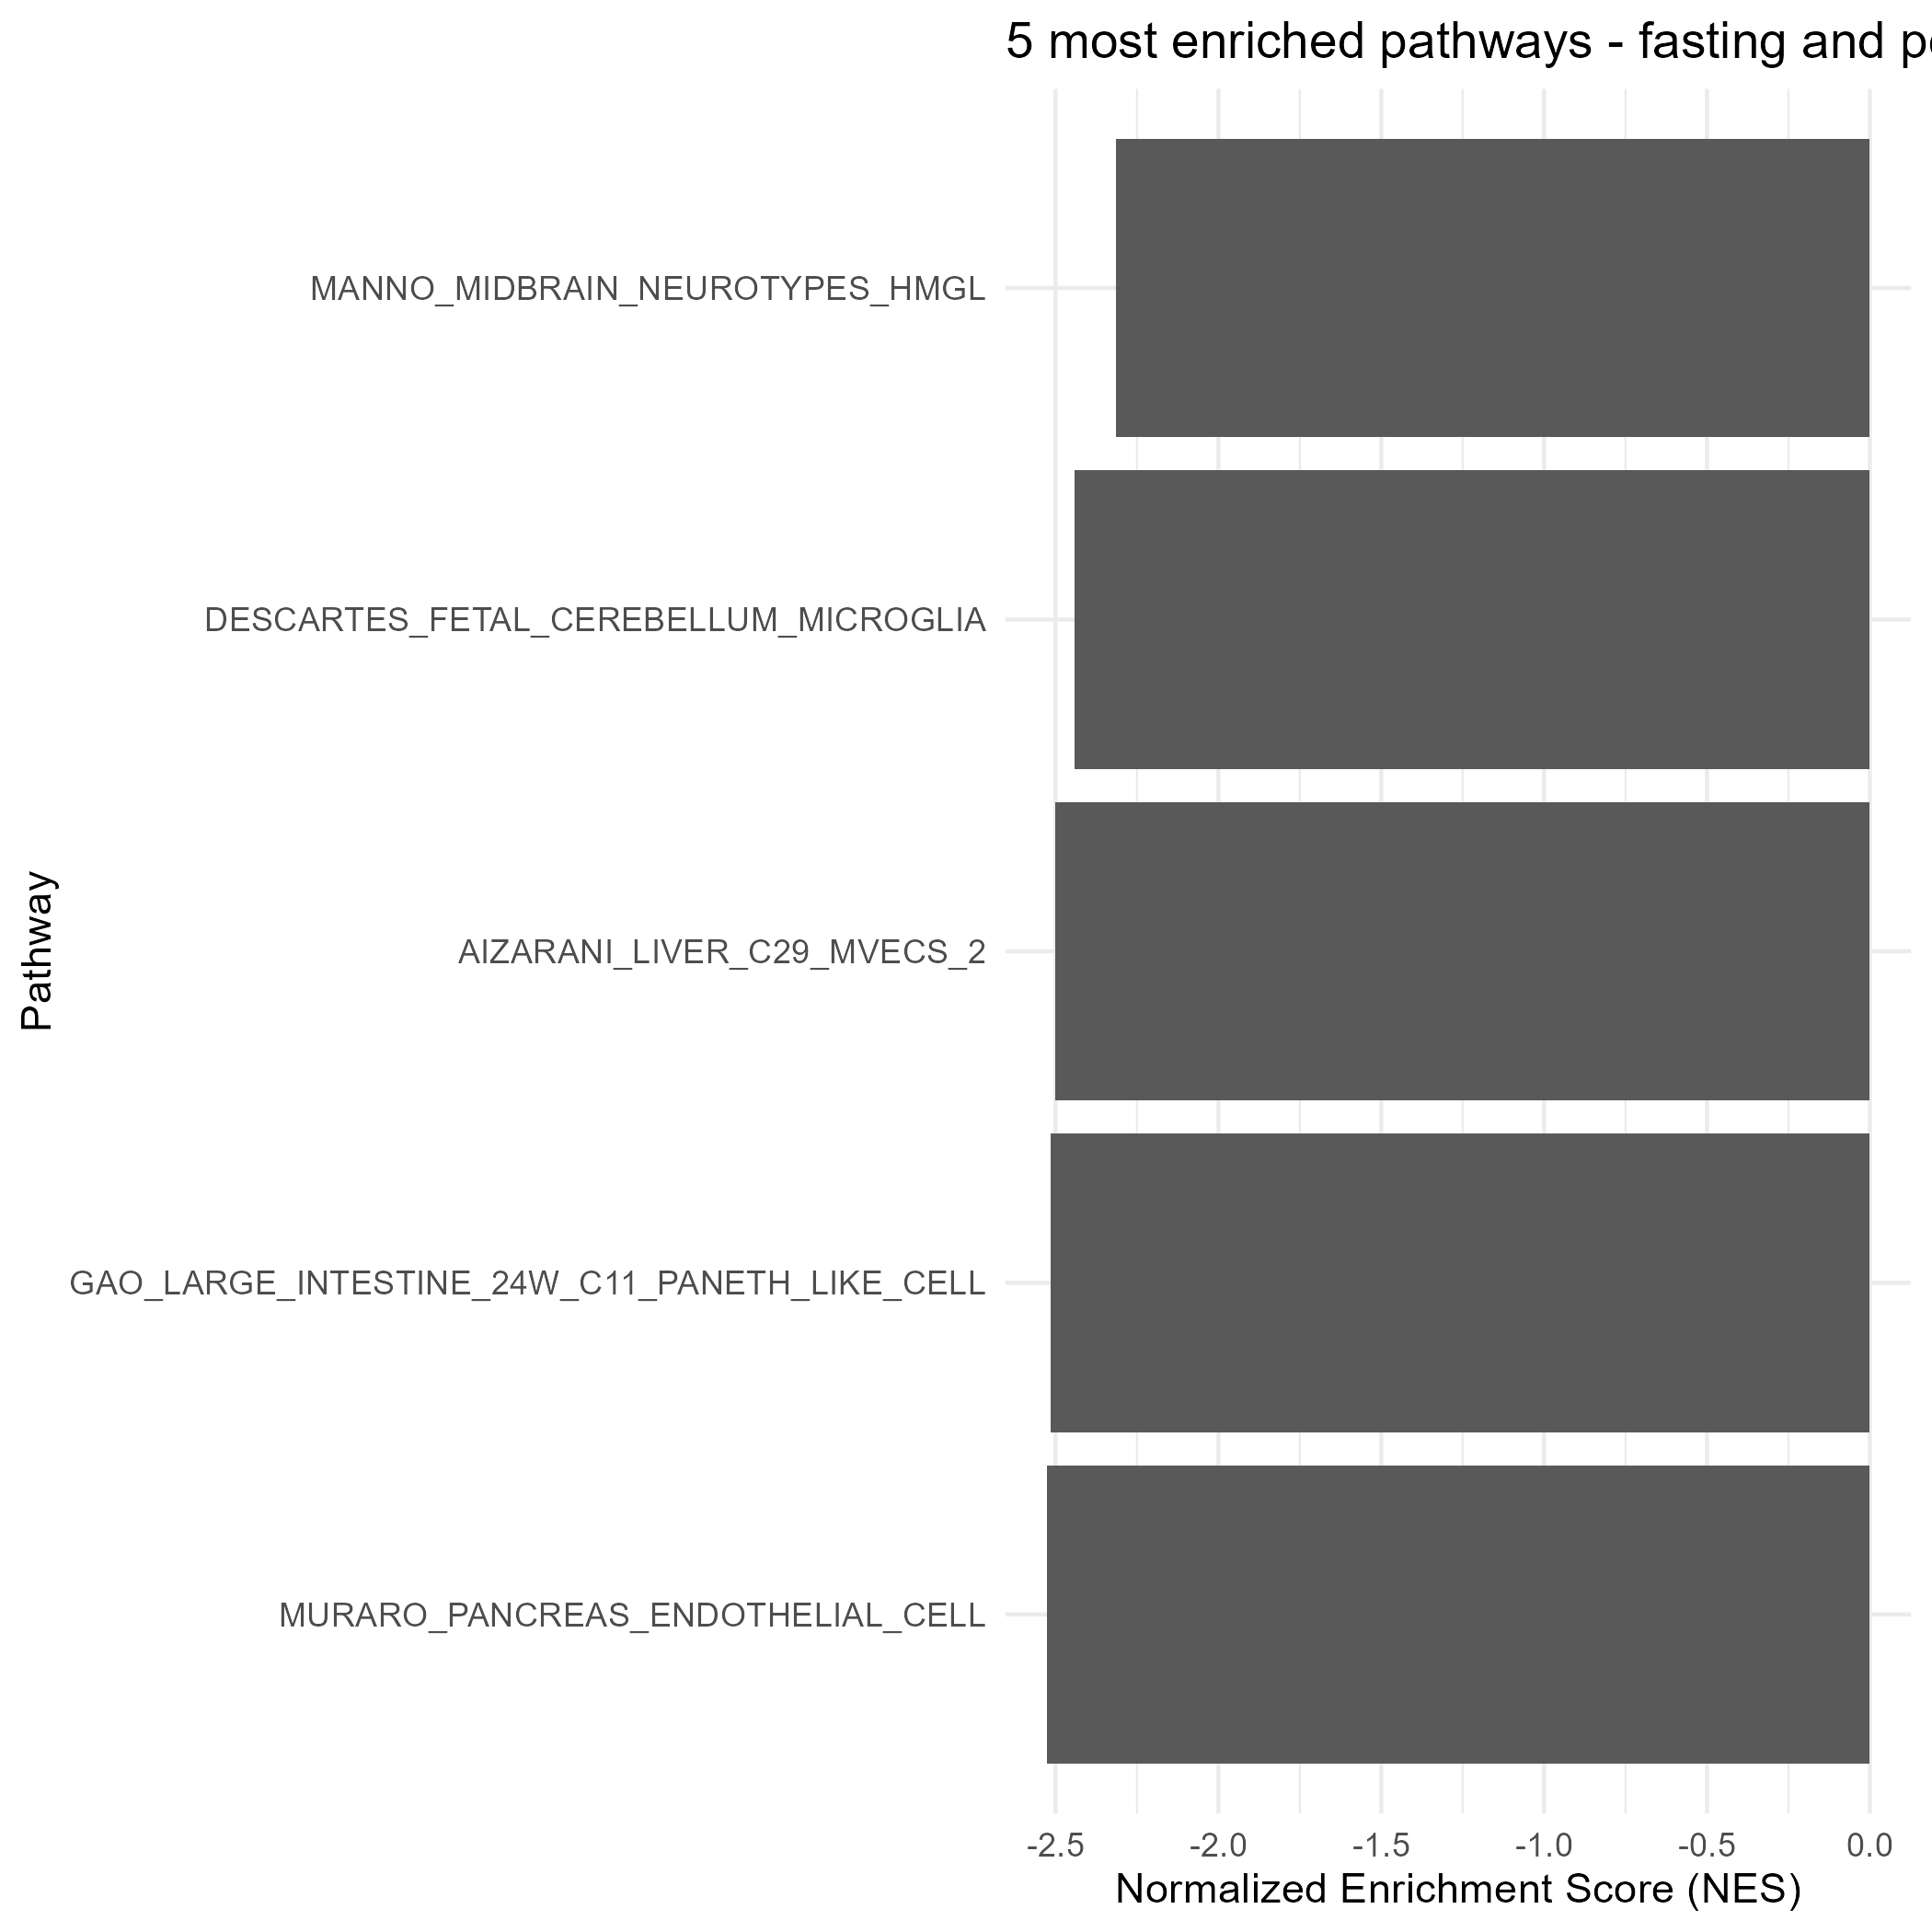 5 most enriched pathways - fasting and
MANNO_MIDBRAIN_NEUROTYPES_HMGL
DESCARTES_FETAL_CEREBELLUM_MICROGLIA
AIZARANI_LIVER_C29_MVECS_2
GAO_LARGE_INTESTINE_24W_C11_PANETH_LIKE_CELL
MURARO_PANCREAS_ENDOTHELIAL_CELL
Pathway
-2.5 -2.0 -1.5 -1.0 -0.5 0.0
Normalized Enrichment Score (NES)